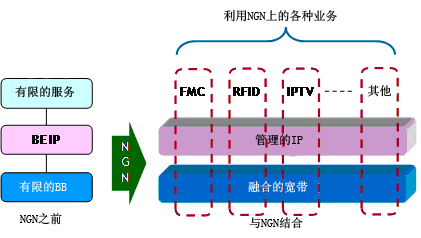 利用NGN上的各种业务
有限的服务
BEIP
有限的BB
NGN之前
NGN
FMC
RFID
IPTV
其他
管理的IP
融合的宽带
与NGN结合